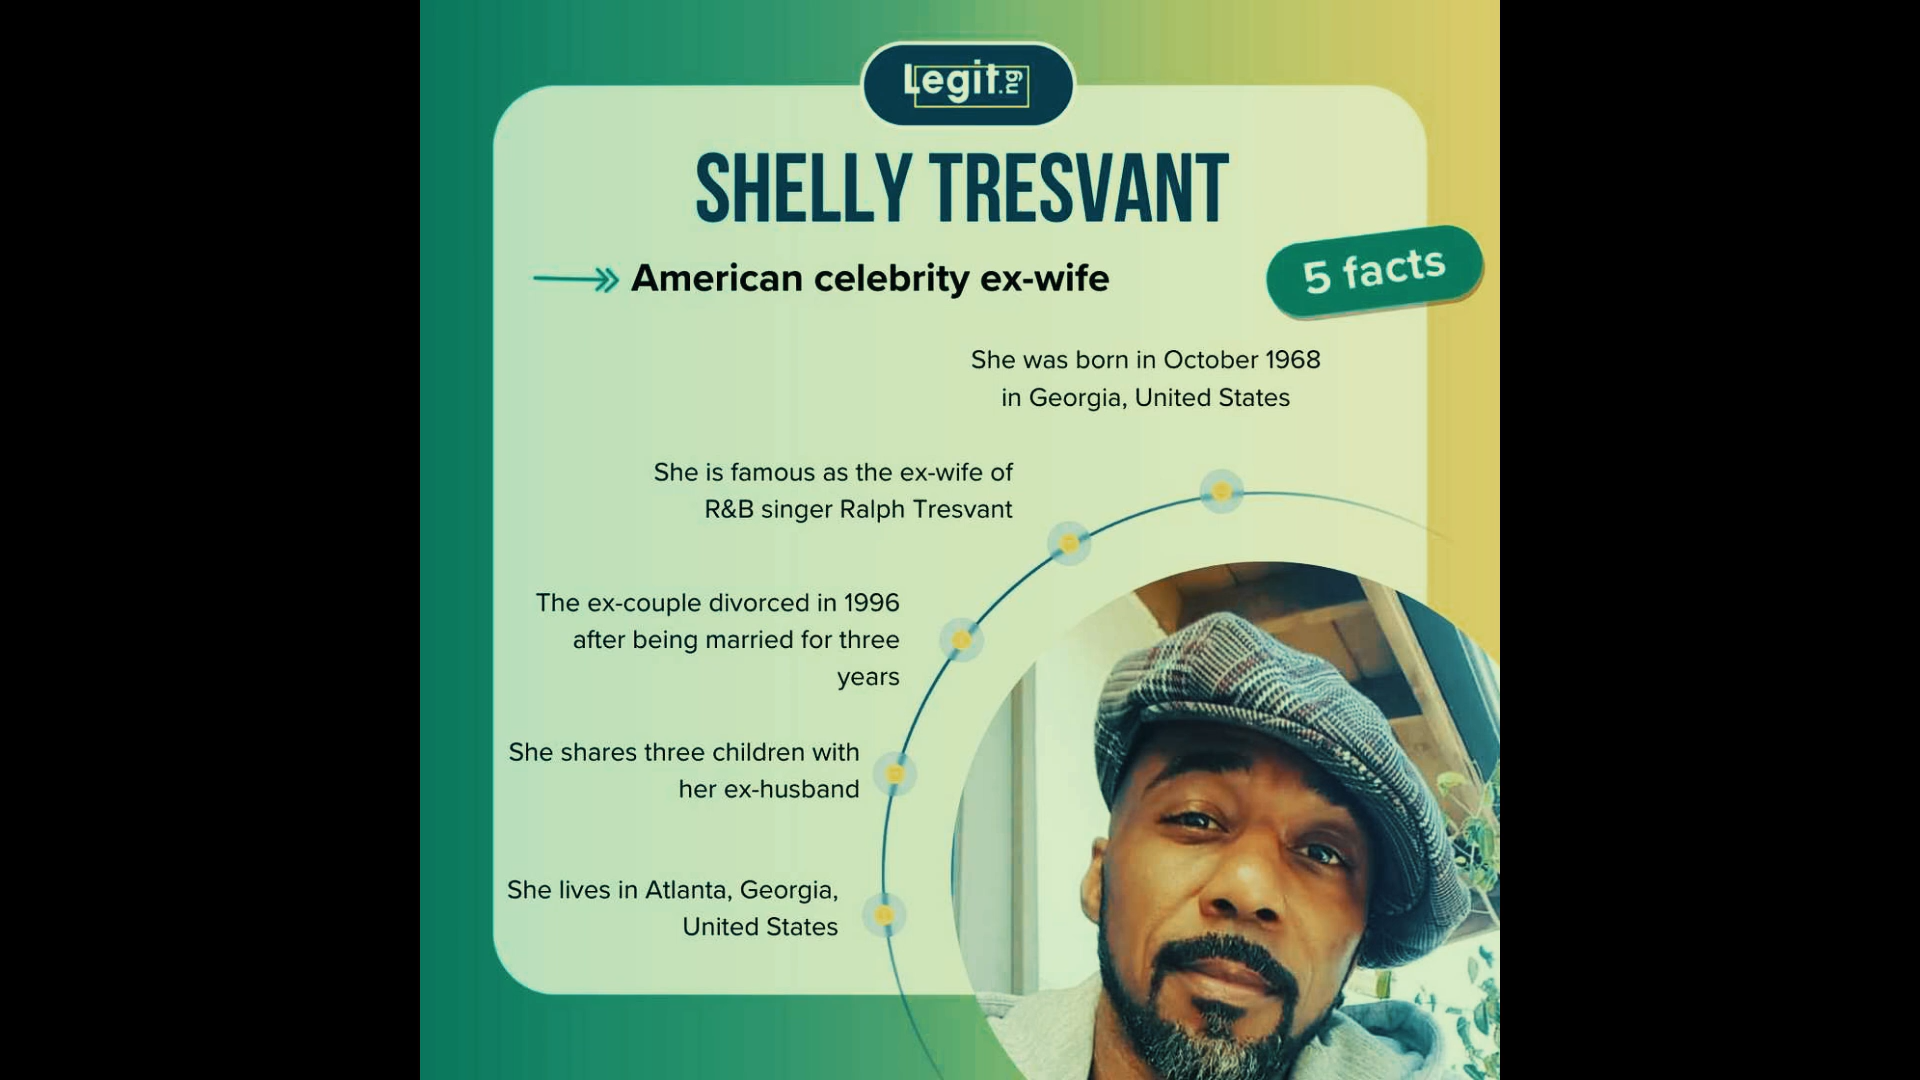 Legit.ng
SHELLY TRESVANT
American celebrity ex-wife
5 facts
She was born in October 1968
in Georgia, United States
She is famous as the ex-wife of
R&B singer Ralph Tresvant
The ex-couple divorced in 1996
after being married for three
years
She shares three children with
her ex-husband
She lives in Atlanta, Georgia,
United States